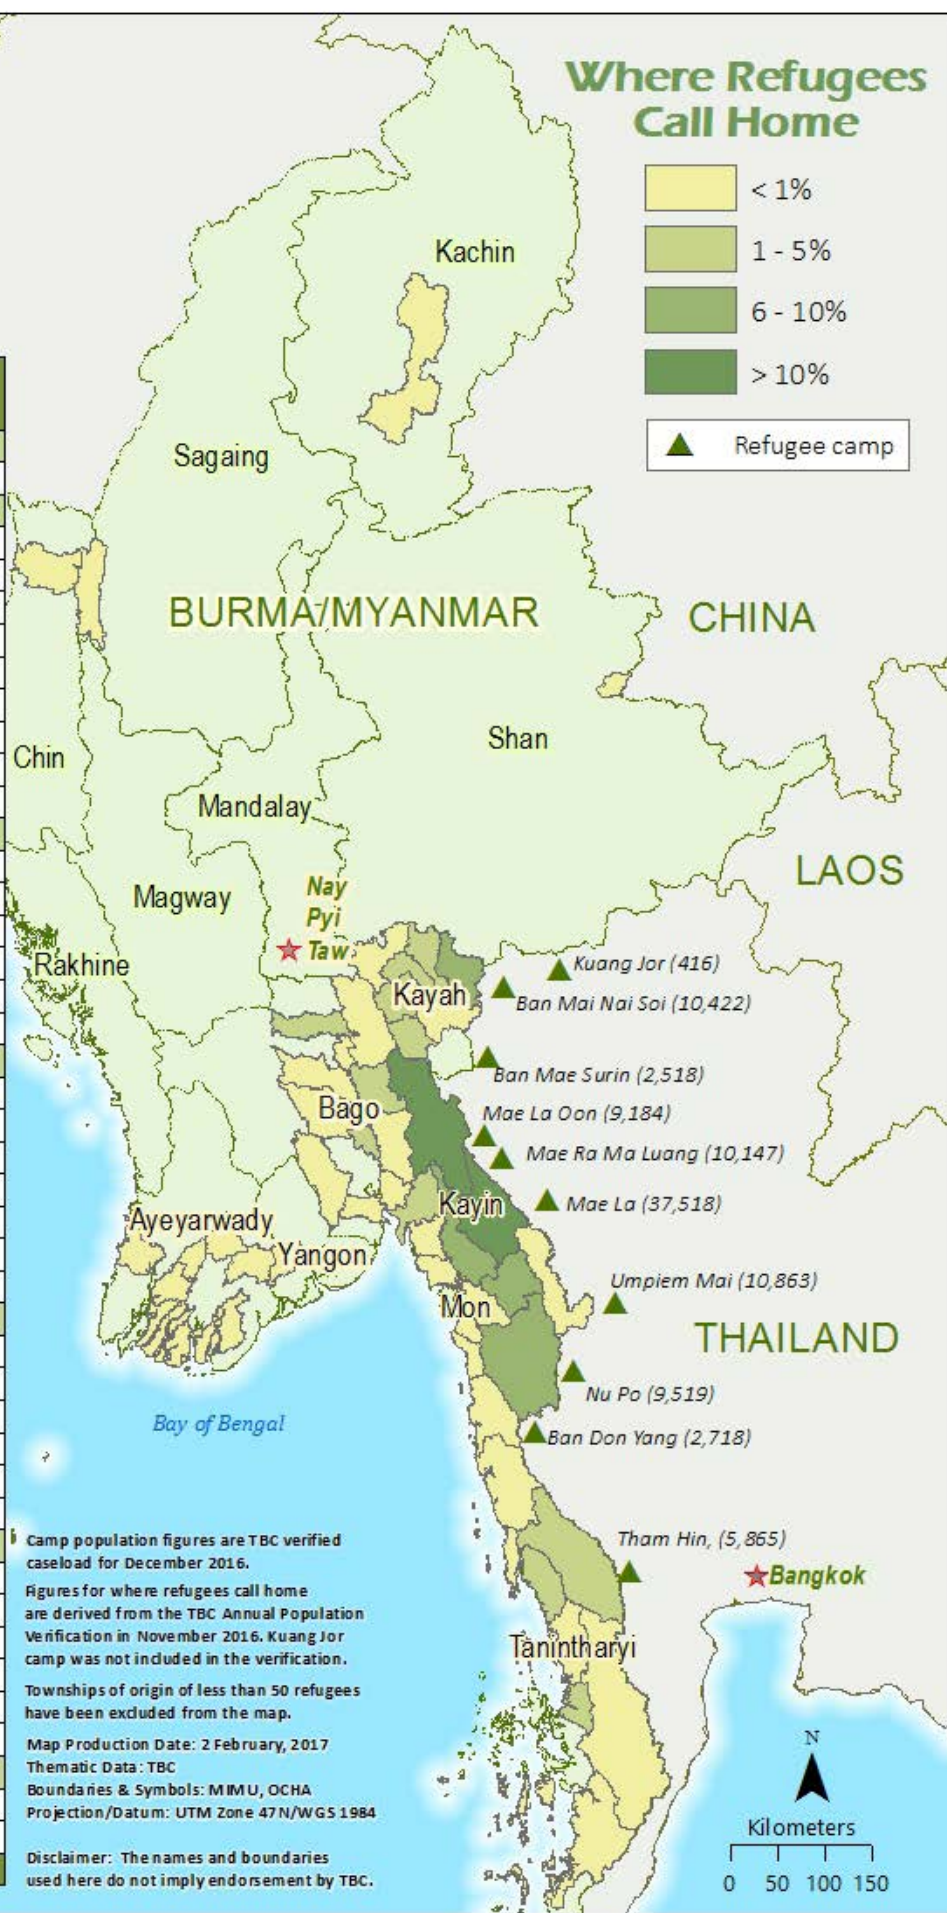 Where Refugees
Call Home
< 1%
1 - 5%
6 - 10%
> 10%
Refugee camp
Kachin
Sagaing
BURMA/MYANMAR
CHINA
Shan
Chin
Mandalay
LAOS
Magway
Nay
Pyi
Taw
Rakhine
Kuang Jor (416)
Kayah
Ban Mai Nai Soi (10,422)
Ban Mae Surin (2,518)
Bago
Mae La Oon (9,184)
Mae Ra Ma Luang (10,147)
Kayin
Mae La (37,518)
Ayeyarwady
Yangon
Umpiem Mai (10,863)
Mon
THAILAND
Nu Po (9,519)
Bay of Bengal
Ban Don Yang (2,718)
Tham Hin, (5,865)
Bangkok
Tanintharyi
Camp population figures are TBC verified
caseload for December 2016.
Figures for where refugees call home
are derived from the TBC Annual Population
Verification in November 2016. Kuang Jor
camp was not included in the verification.
Townships of origin of less than 50 refugees
have been excluded from the map.
Map Production Date: 2 February, 2017
Thematic Data: TBC
Boundaries & Symbols: MIMU, OCHA
Projection/Datum: UTM Zone 47N/WGS 1984
Disclaimer: The names and boundaries
used here do not imply endorsement by TBC.
N
Kilometers
0 50 100 150